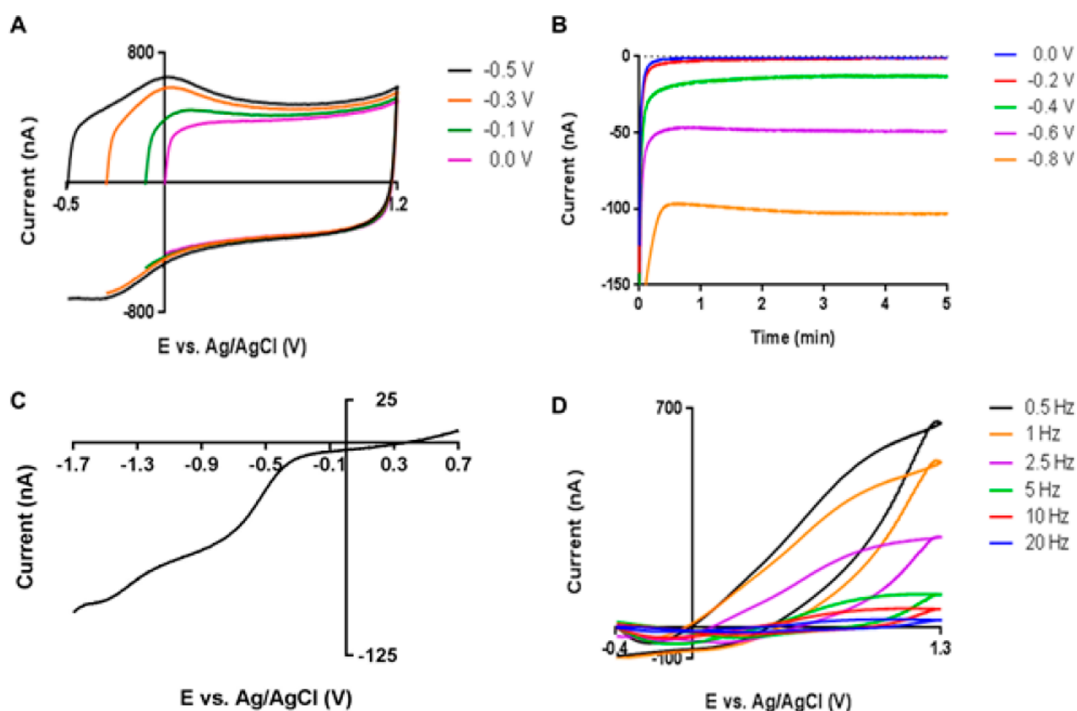 A
800
Current (nA)
-0.5
1.2
-800
E vs. Ag/AgCl (V)
-0.5 V
-0.3 V
-0.1 V
0.0 V
B
0
-50
-100
-150
Current (nA)
0 1 2 3 4 5
Time (min)
0.0 V
-0.2 V
-0.4 V
-0.6 V
-0.8 V
C
25
-1.7 -1.3 -0.9 -0.5 -0.1 0.3 0.7
Current (nA)
-125
E vs. Ag/AgCl (V)
D
700
Current (nA)
-0.4
1.3
-100
E vs. Ag/AgCl (V)
0.5 Hz
1 Hz
2.5 Hz
5 Hz
10 Hz
20 Hz